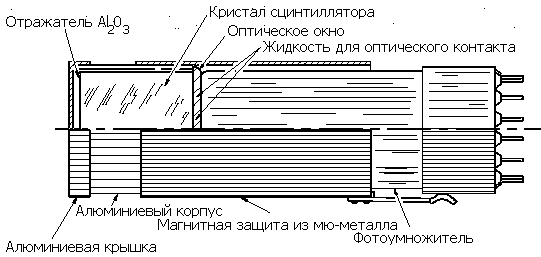 Кристал сцинтиллятора
Отражатель AL2O3
Оптическое окно
Жидкость для оптического контакта
Алюминиевый корпус
Магнитная защита из мю-металла
Фотоумножитель
Алюминиевая крышка